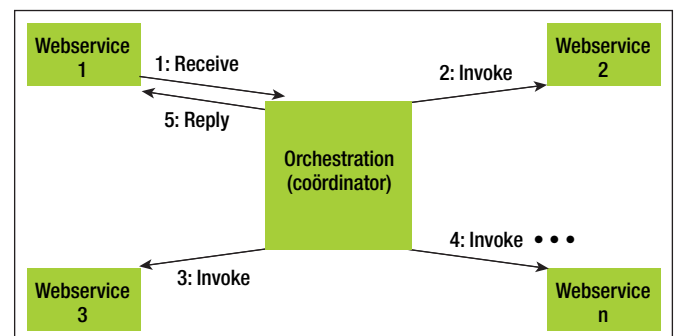 Webservice
1
1: Receive
5: Reply
2: Invoke
Webservice
2
Orchestration
(coördinator)
3: Invoke
Webservice
3
4: Invoke •••
Webservice
n